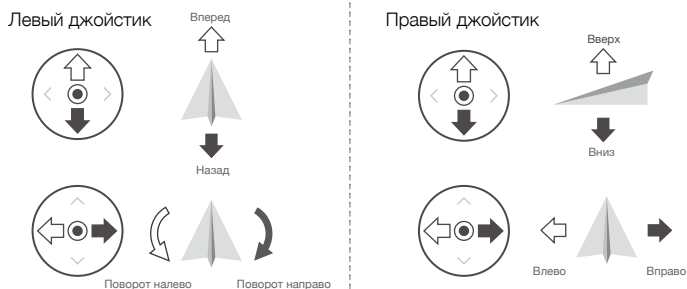 Левый джойстик
Вперед
Назад
Поворот налево
Поворот направо
Правый джойстик
Вверх
Вниз
Влево
Вправо